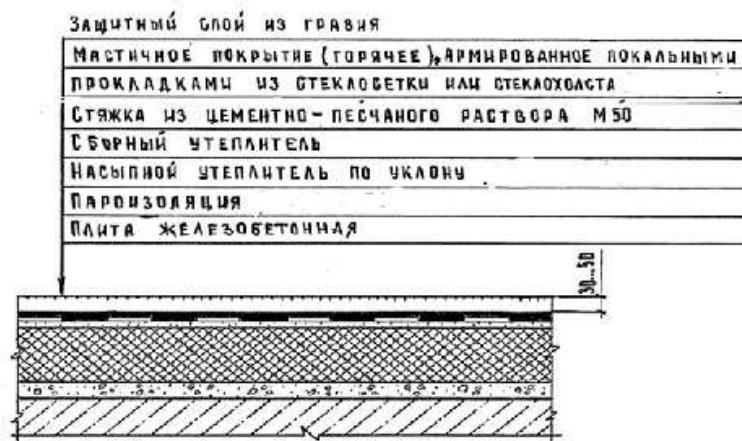 Защитный слой из гравия
Мастичное покрытие (горячее), армированное локальными
прокладками из стеклосетки или стеклохолста
Стяжка из цементно-песчаного раствора М50
Сборный утеплитель
Насыпной утеплитель по уклону
Пароизоляция
Плита железобетонная
30...50